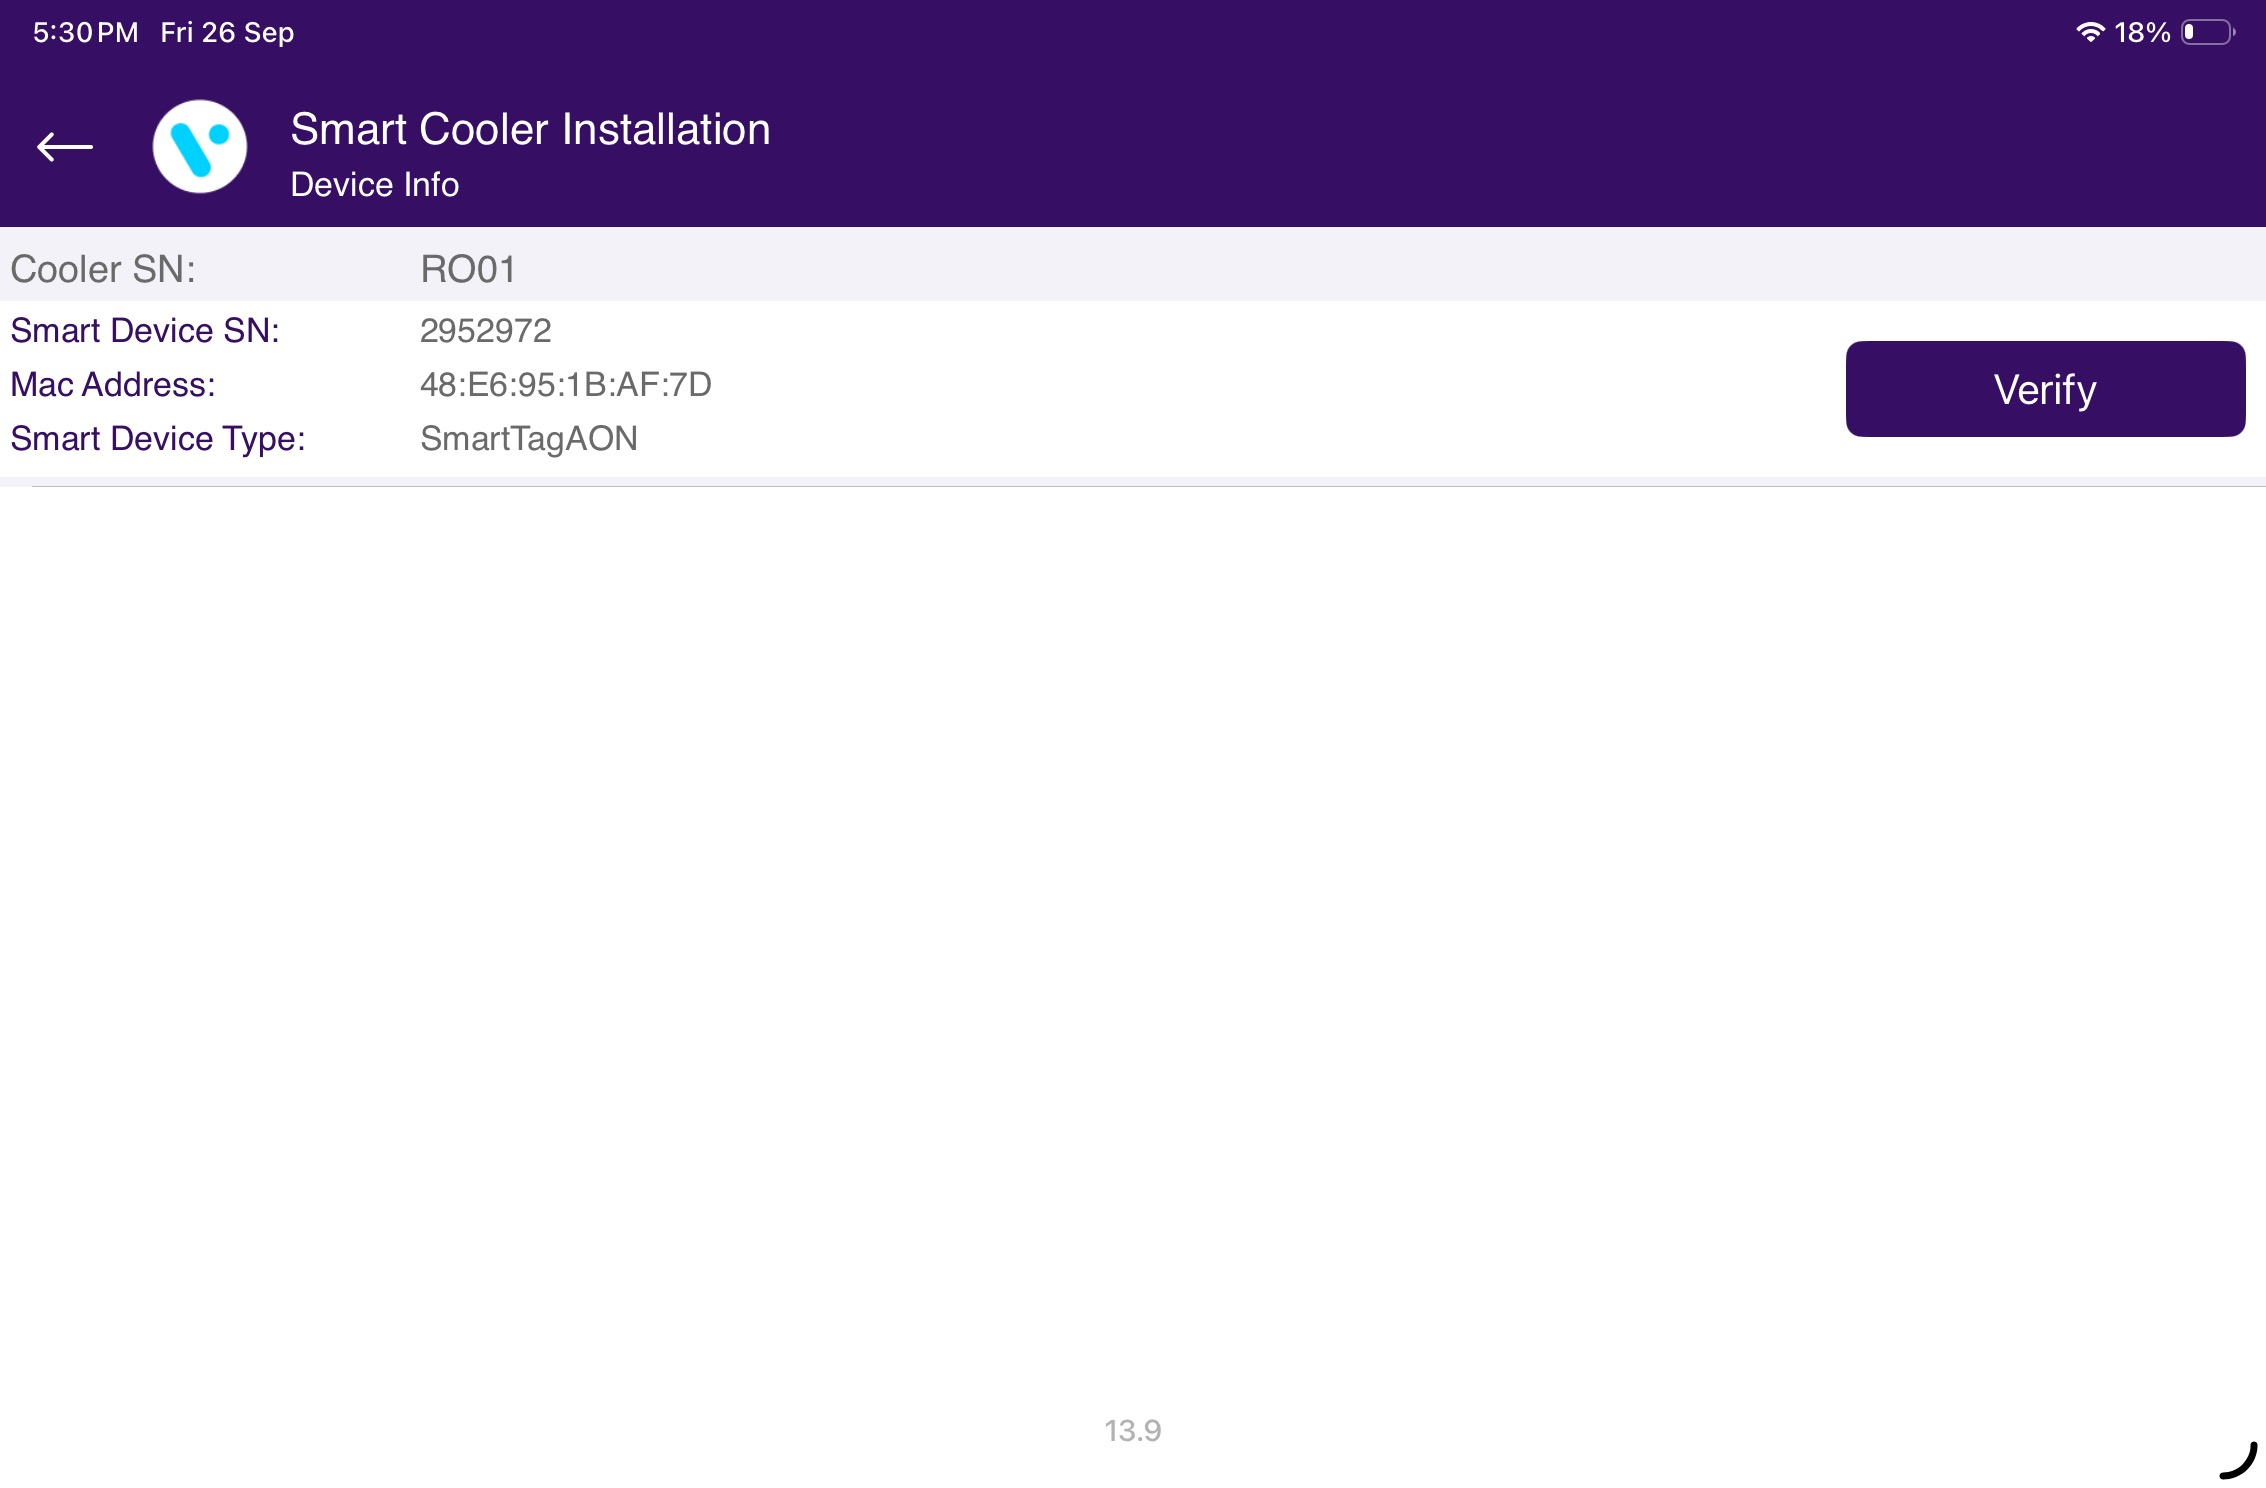 5:30 PM Fri 26 Sep 18%
Smart Cooler Installation
Device Info
Cooler SN: RO01
Smart Device SN: 2952972
Mac Address: 48:E6:95:1B:AF:7D
Smart Device Type: SmartTagAON
Verify
13.9